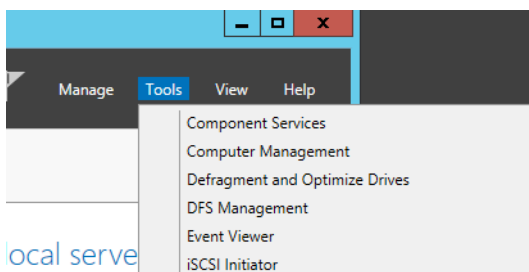 Manage Tools View Help
Component Services
Computer Management
Defragment and Optimize Drives
DFS Management
Event Viewer
local serve
iSCSI Initiator